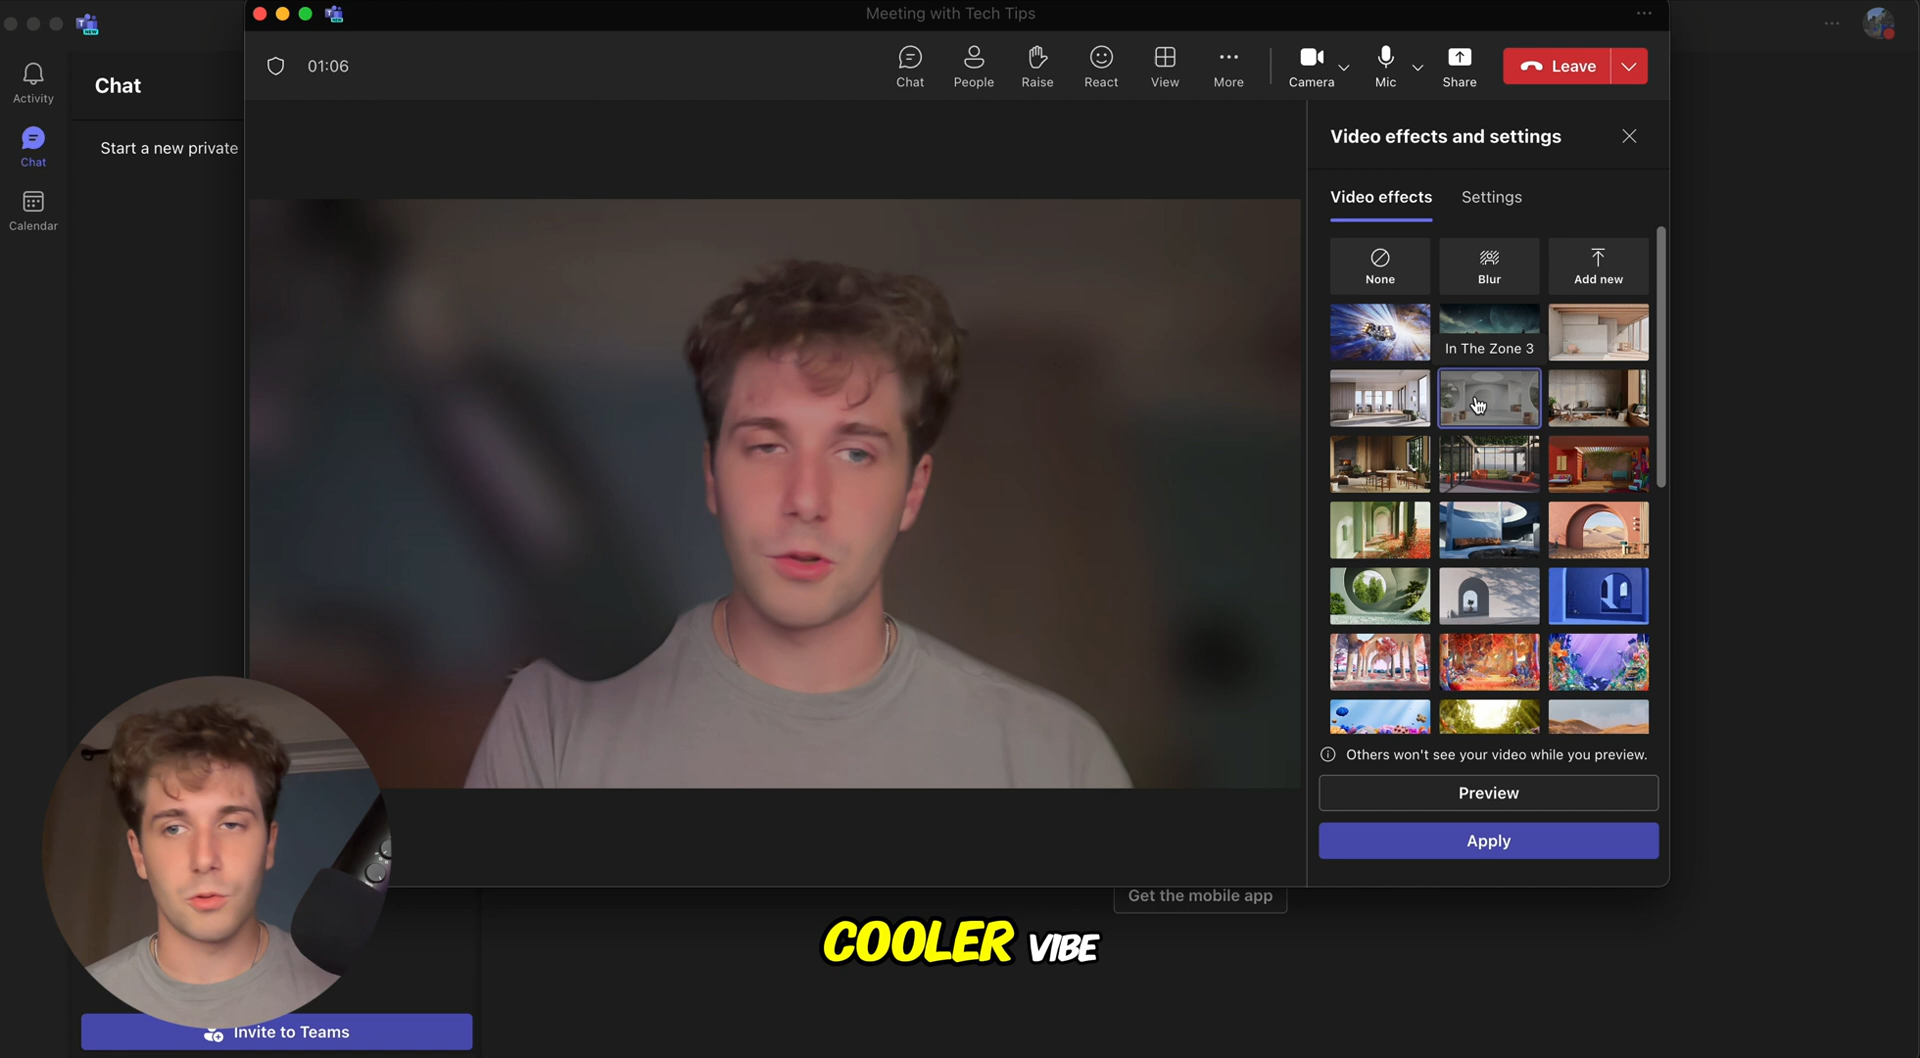 Meeting with Tech Tips
NEW
NEW
01:06
Chat
People
Raise
React
View
More
Camera
Mic
Share
Leave
Activity
Chat
Calendar
Chat
Start a new private
Video effects and settings
Video effects
Settings
None
Blur
Add new
In The Zone 3
Others won't see your video while you preview.
Preview
Apply
Get the mobile app
COOLER VIBE
Invite to Teams